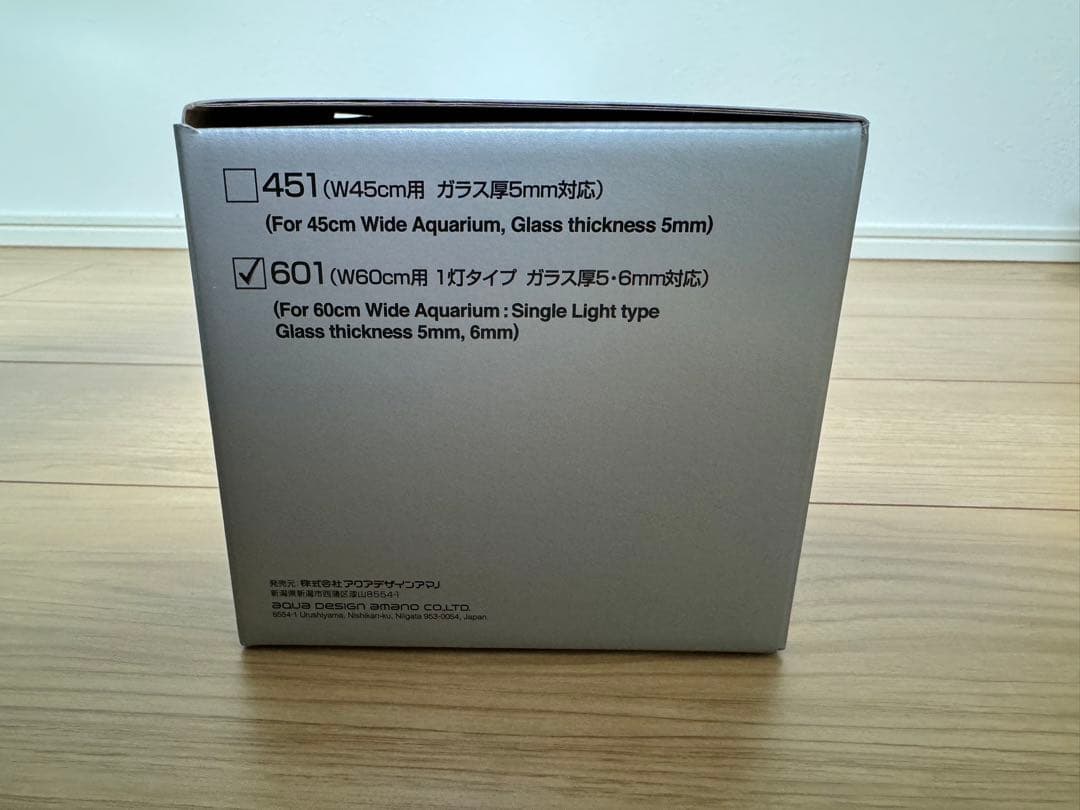 451(W45cm用 ガラス厚5mm対応)
(For 45cm Wide Aquarium, Glass thickness 5mm)
601(W60cm用 1灯タイプ ガラス厚5・6mm対応)
(For 60cm Wide Aquarium : Single Light type
Glass thickness 5mm, 6mm)
発売元: 株式会社 アクアデザインアマノ
新潟県新潟市西蒲区漆山8554-1
aqua design amano CO.,LTD.
8554-1 Urushiyama, Nishikan-ku, Niigata 953-0054, Japan